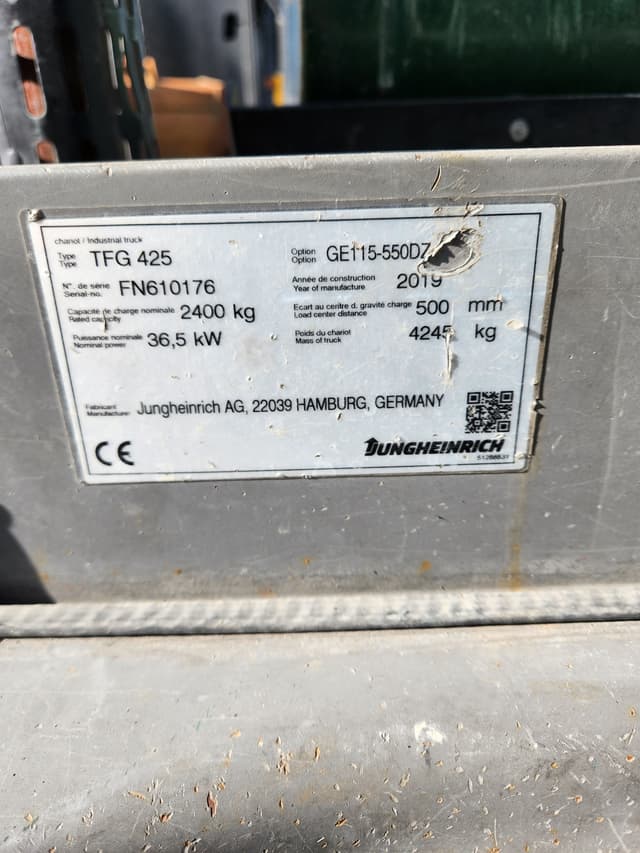 chariot / Industrial truck
Type TFG 425 Option GE115-550DZ
Type Option
N°. de série FN610176 Année de construction 2019
Serial-no. Year of manufacture
Capacité de charge nominale 2400 kg Ecart au centre d. gravité charge 500 mm
Rated capacity Load center distance
Puissance nominale 36,5 kW Poids du chariot 4245 kg
Nominal power Mass of truck
Fabricant Jungheinrich AG, 22039 HAMBURG, GERMANY
Manufacturer
CE JUNGHEINRICH